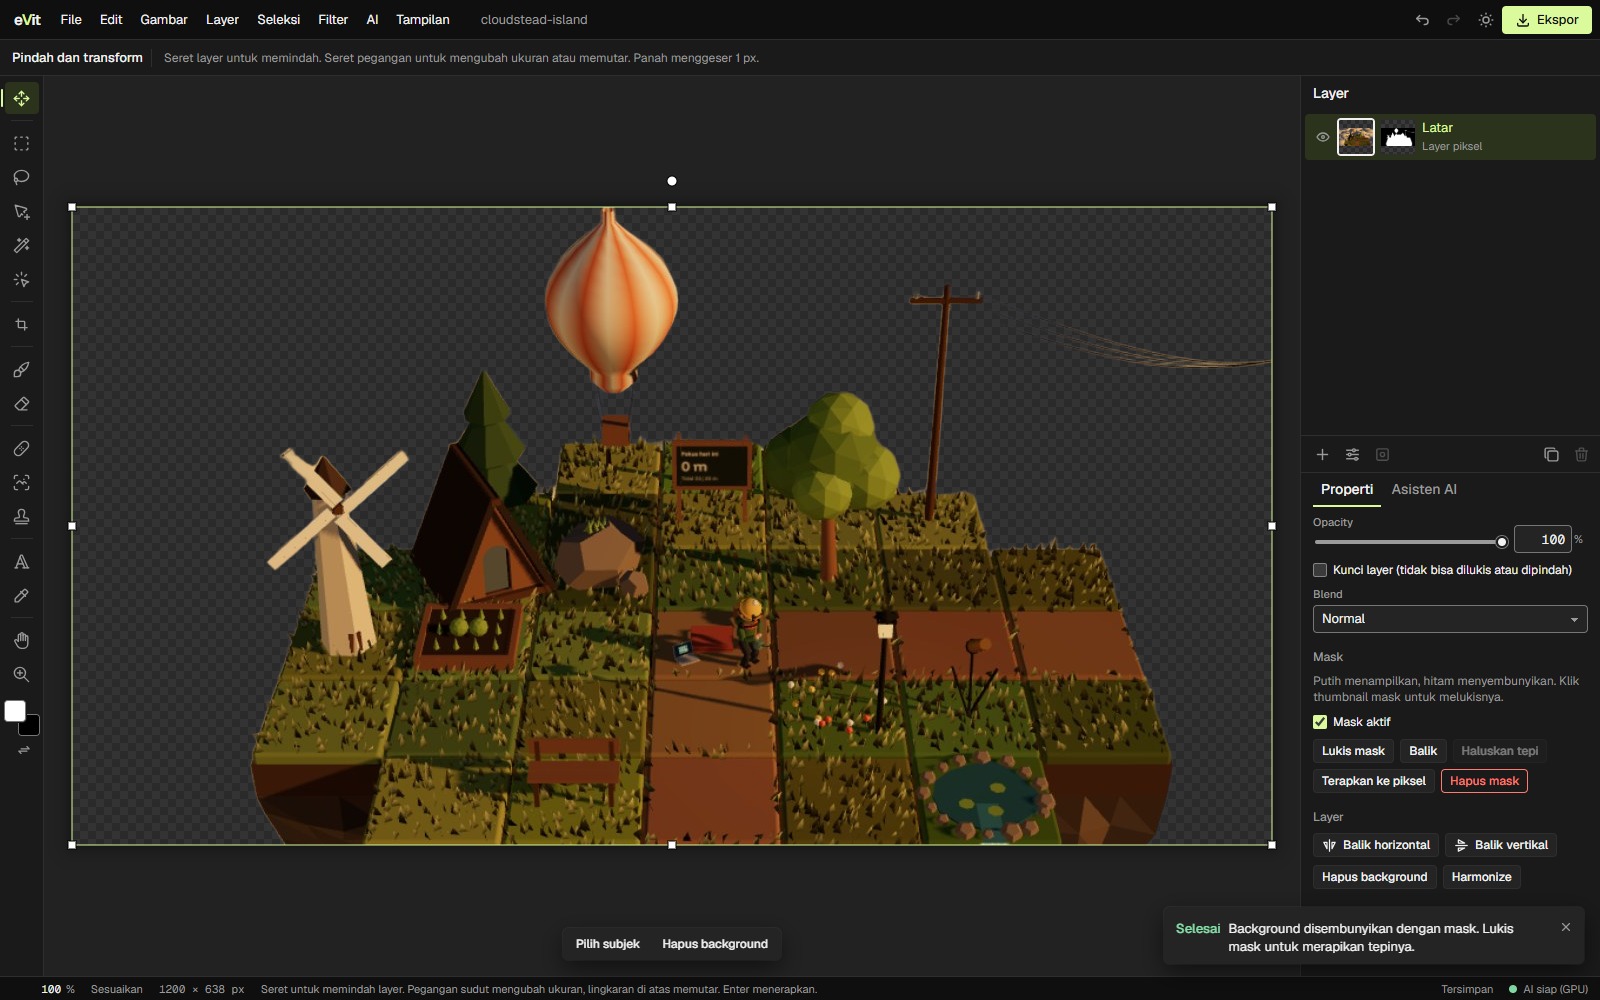 eVit File Edit Gambar Layer Seleksi Filter AI Tampilan cloudstead-island Ekspor
Pindah dan transform Seret layer untuk memindah. Seret pegangan untuk mengubah ukuran atau memutar. Panah menggeser 1 px.
Layer
Latar
Layer piksel
Fokus hari ini
0 m
Properti Asisten AI
Opacity
100 %
Kunci layer (tidak bisa dilukis atau dipindah)
Blend
Normal
Mask
Putih menampilkan, hitam menyembunyikan. Klik
thumbnail mask untuk melukisnya.
Mask aktif
Lukis mask Balik Haluskan tepi
Terapkan ke piksel Hapus mask
Layer
Balik horizontal Balik vertikal
Hapus background Harmonize
Selesai Background disembunyikan dengan mask. Lukis
mask untuk merapikan tepinya.
Pilih subjek Hapus background
100 % Sesuaikan 1200 × 638 px Seret untuk memindah layer. Pegangan sudut mengubah ukuran, lingkaran di atas memutar. Enter menerapkan. Tersimpan AI siap (GPU)